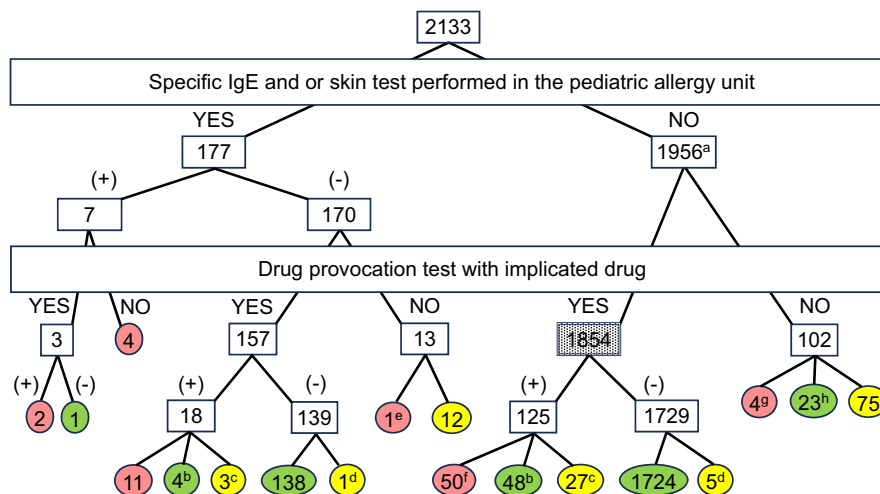 2133
Specific IgE and or skin test performed in the pediatric allergy unit
YES NO
177 1956ᵃ
(+) (-)
7 170
Drug provocation test with implicated drug
YES NO YES NO YES NO
3 4 157 13 1854 102
(+) (-) (+) (-) (+) (-)
2 1 18 139 1ᵉ 12 125 1729 4ᵍ 23ʰ 75
11 4ᵇ 3ᶜ 138 1ᵈ 50ᶠ 48ᵇ 27ᶜ 1724 5ᵈ